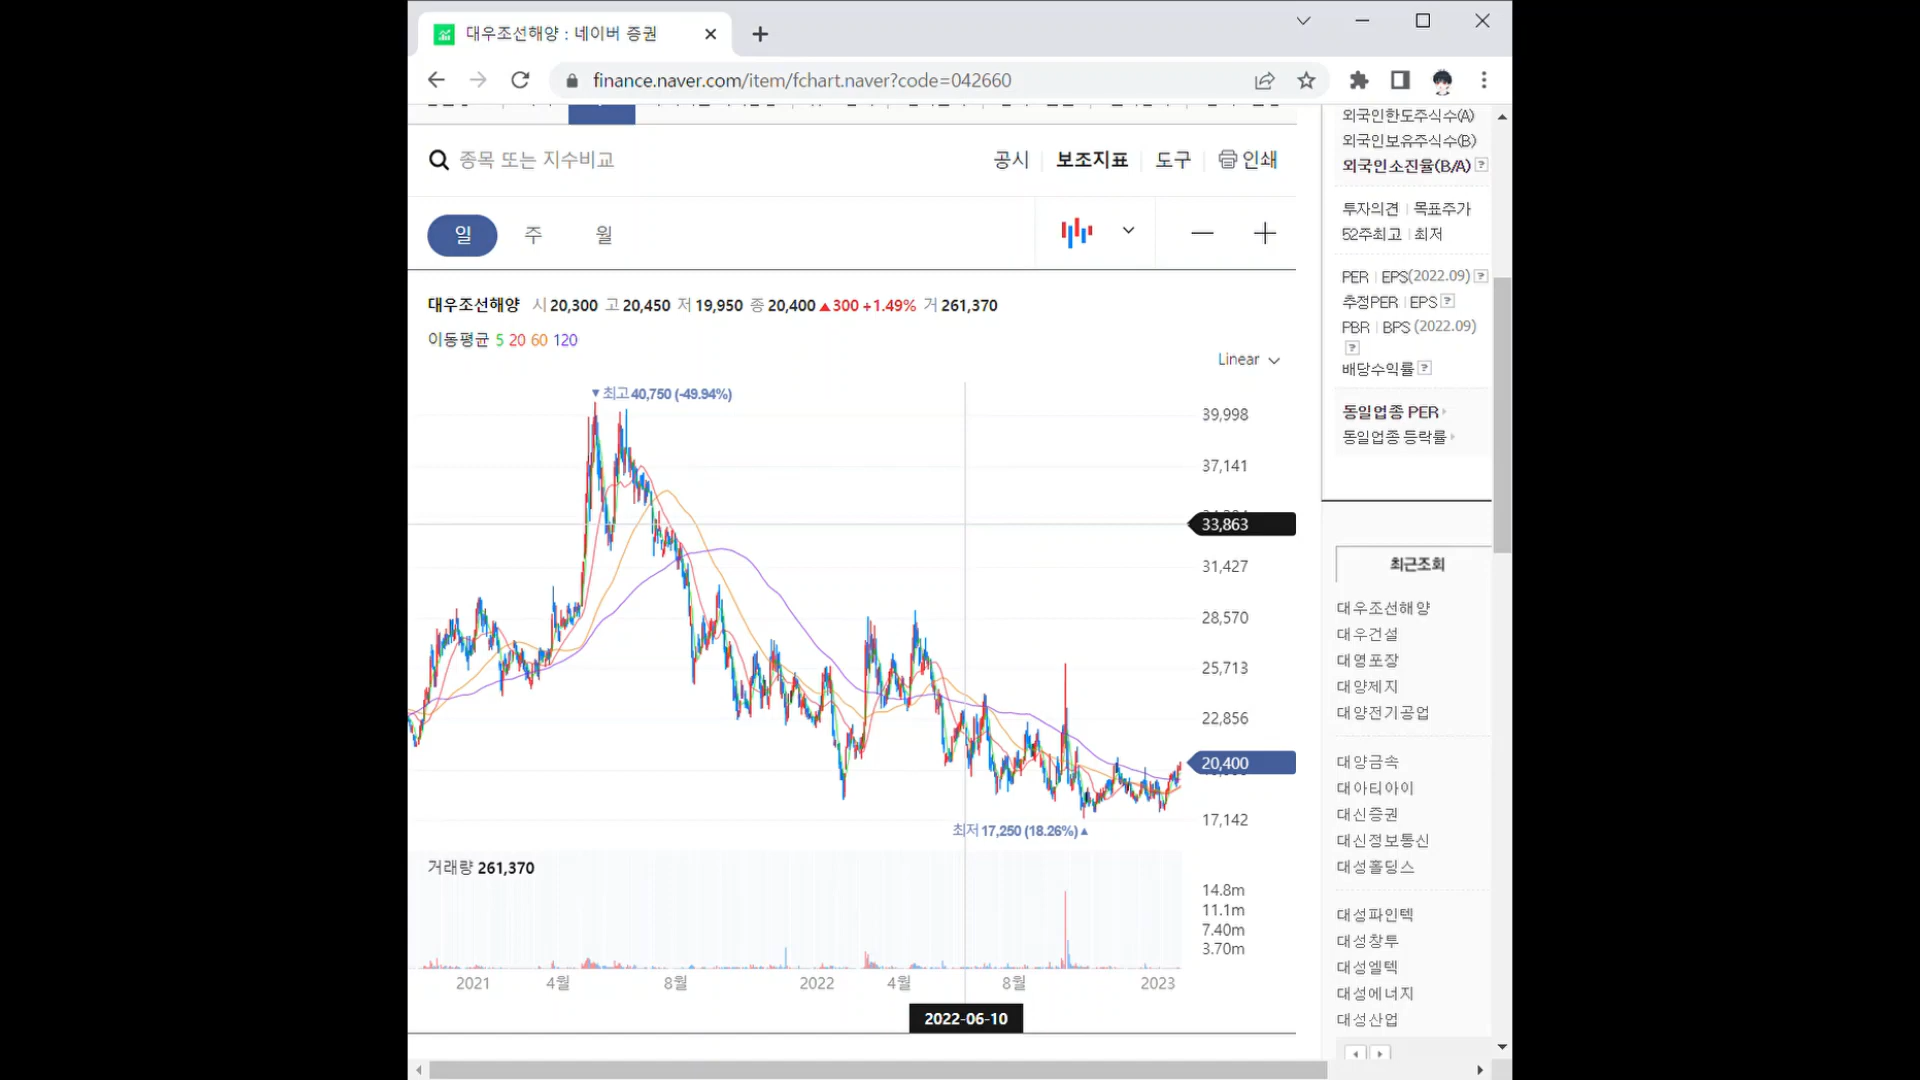 대우조선해양 : 네이버 증권
finance.naver.com/item/fchart.naver?code=042660
종목 또는 지수비교
공시 보조지표 도구 인쇄
일 주 월
대우조선해양 시 20,300 고 20,450 저 19,950 종 20,400 ▲300 +1.49% 거 261,370
이동평균 5 20 60 120
Linear
▼최고 40,750 (-49.94%)
39,998
37,141
33,863
31,427
28,570
25,713
22,856
20,400
17,142
최저 17,250 (18.26%)▲
거래량 261,370
14.8m
11.1m
7.40m
3.70m
2021 4월 8월 2022 4월 8월 2023
2022-06-10
외국인한도주식수(A)
외국인보유주식수(B)
외국인소진율(B/A) ?
투자의견 | 목표주가
52주최고 | 최저
PER | EPS(2022.09) ?
추정PER | EPS ?
PBR | BPS (2022.09)
?
배당수익률 ?
동일업종 PER
동일업종 등락률
최근조회
대우조선해양
대우건설
대영포장
대양제지
대양전기공업
대양금속
대아티아이
대신증권
대신정보통신
대성홀딩스
대성파인텍
대성창투
대성엘텍
대성에너지
대성산업